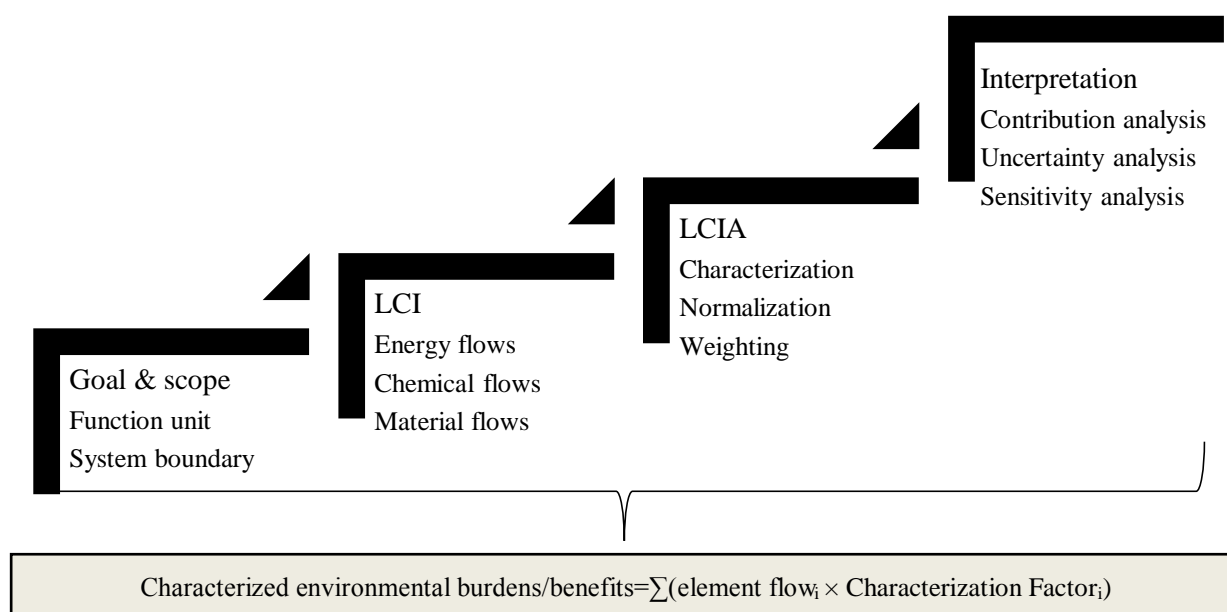 Goal & scope
Function unit
System boundary
LCI
Energy flows
Chemical flows
Material flows
LCIA
Characterization
Normalization
Weighting
Interpretation
Contribution analysis
Uncertainty analysis
Sensitivity analysis
Characterized environmental burdens/benefits=∑(element flowᵢ × Characterization Factorᵢ)